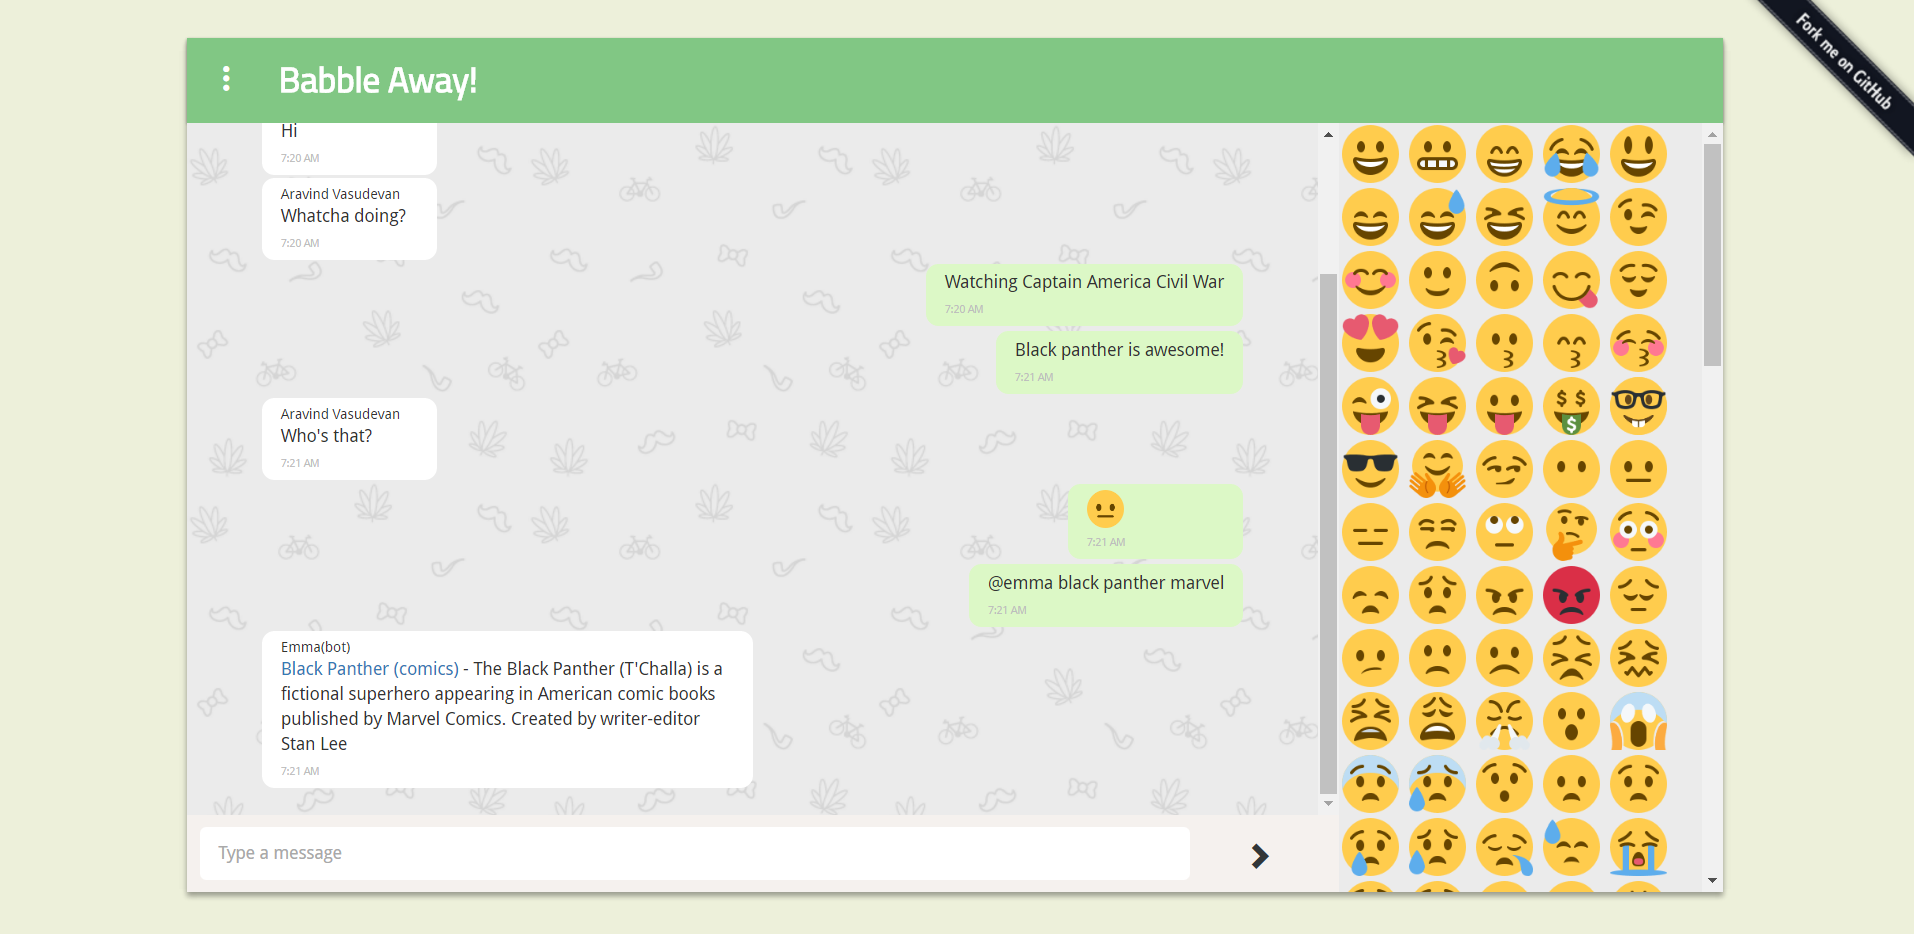 Fork me on GitHub
Babble Away!
Hi
7:20 AM
Aravind Vasudevan
Whatcha doing?
7:20 AM
Watching Captain America Civil War
7:20 AM
Black panther is awesome!
7:21 AM
Aravind Vasudevan
Who's that?
7:21 AM
7:21 AM
@emma black panther marvel
7:21 AM
Emma(bot)
Black Panther (comics) - The Black Panther (T'Challa) is a
fictional superhero appearing in American comic books
published by Marvel Comics. Created by writer-editor
Stan Lee
7:21 AM
Type a message